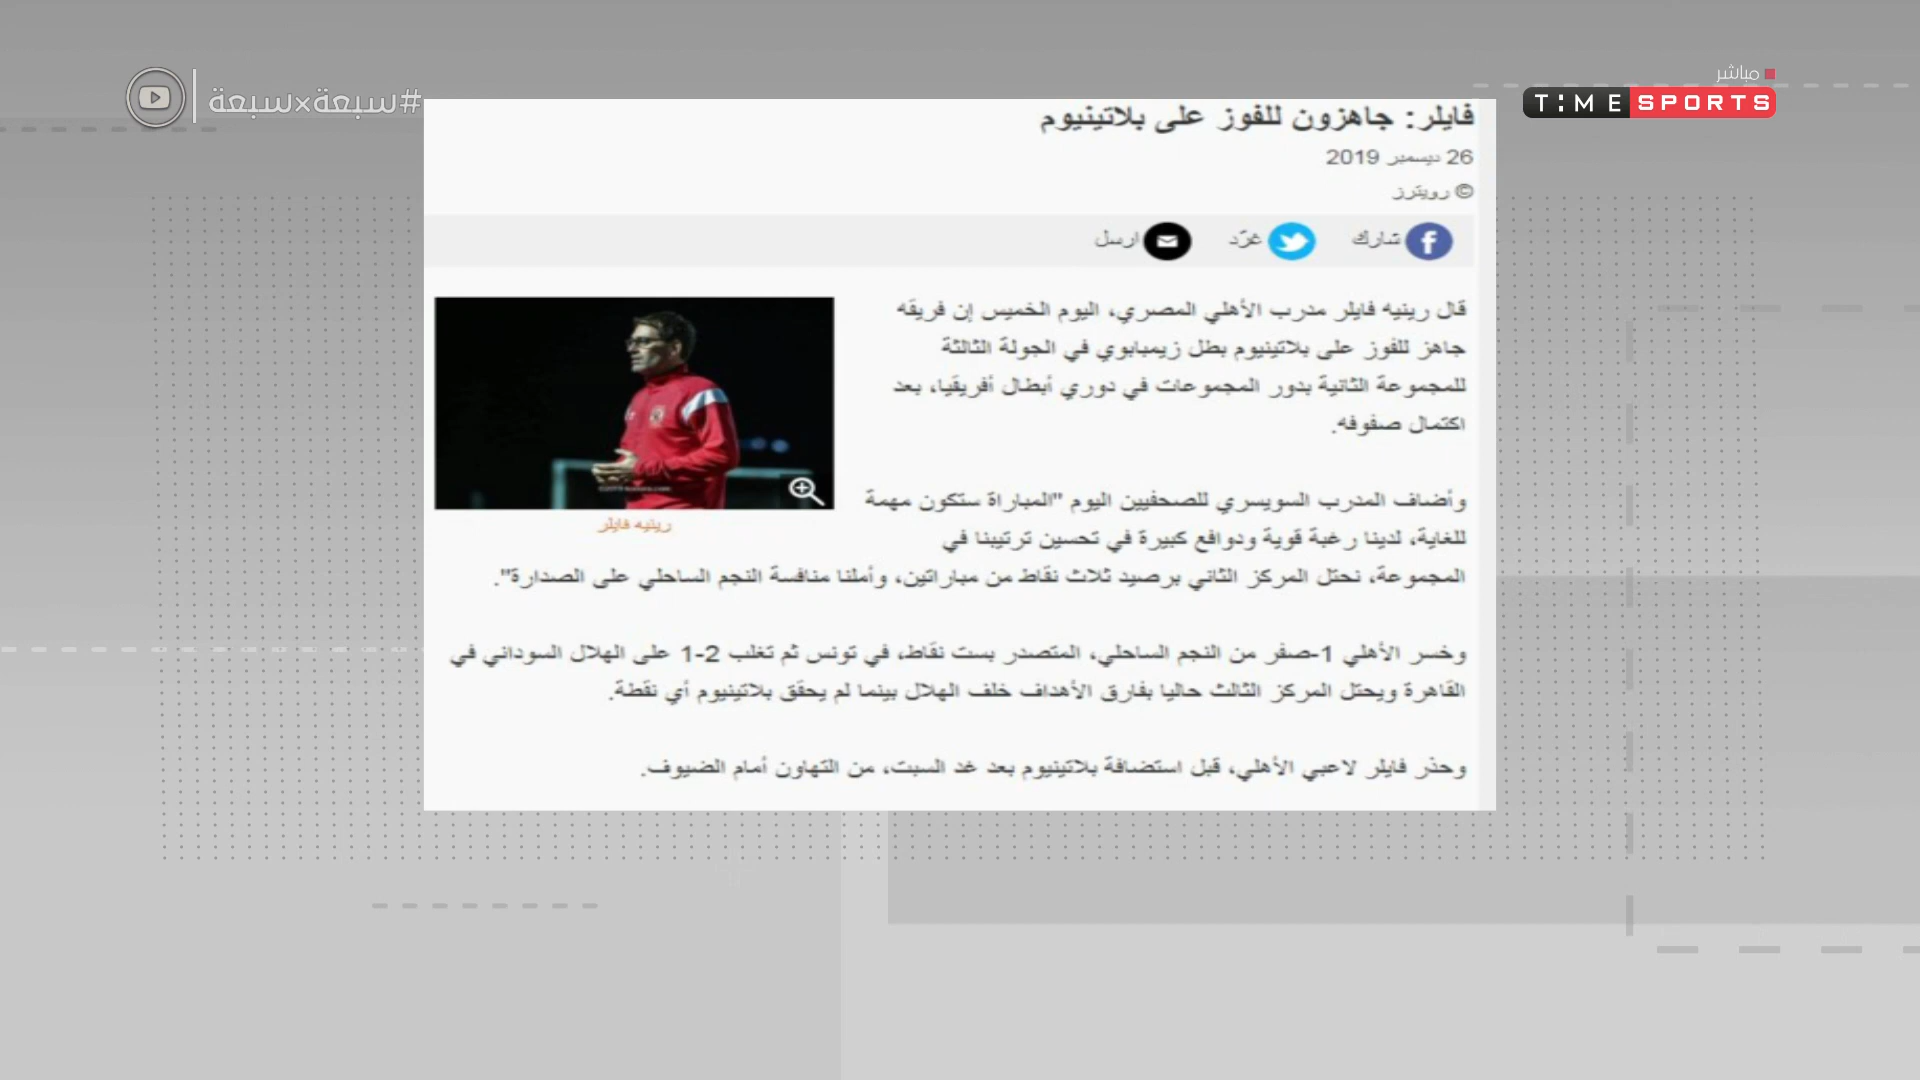 #سبعة×سبعة
مباشر
TIME SPORTS
فايلر: جاهزون للفوز على بلاتينيوم
26 ديسمبر 2019
© رويترز
شارك
غرّد
ارسل
قال رينيه فايلر مدرب الأهلي المصري، اليوم الخميس إن فريقه
جاهز للفوز على بلاتينيوم بطل زيمبابوي في الجولة الثالثة
للمجموعة الثانية بدور المجموعات في دوري أبطال أفريقيا، بعد
اكتمال صفوفه.
رينيه فايلر
وأضاف المدرب السويسري للصحفيين اليوم "المباراة ستكون مهمة
للغاية، لدينا رغبة قوية ودوافع كبيرة في تحسين ترتيبنا في
المجموعة، نحتل المركز الثاني برصيد ثلاث نقاط من مباراتين، وأملنا منافسة النجم الساحلي على الصدارة".
وخسر الأهلي 1-صفر من النجم الساحلي، المتصدر بست نقاط، في تونس ثم تغلب 2-1 على الهلال السوداني في
القاهرة ويحتل المركز الثالث حاليا بفارق الأهداف خلف الهلال بينما لم يحقق بلاتينيوم أي نقطة.
وحذر فايلر لاعبي الأهلي، قبل استضافة بلاتينيوم بعد غد السبت، من التهاون أمام الضيوف.